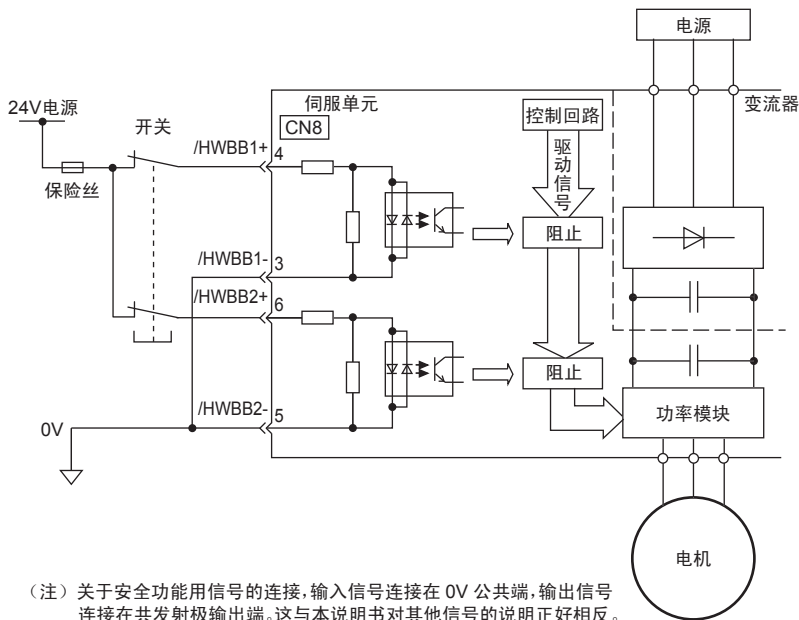 电源
变流器
24V电源
开关
保险丝
伺服单元
CN8
控制回路
驱动信号
/HWBB1+
4
阻止
/HWBB1-
3
/HWBB2+
6
阻止
/HWBB2-
5
功率模块
0V
电机
（注）关于安全功能用信号的连接,输入信号连接在 0V 公共端,输出信号
连接在共发射极输出端。这与本说明书对其他信号的说明正好相反。